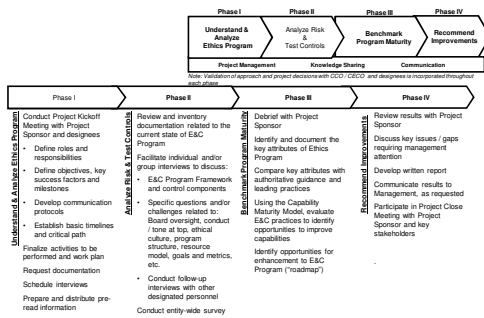 Phase I
Phase II
Phase III
Phase IV
Understand &
Analyze
Ethics Program
Analyze Risk
&
Test Controls
Benchmark
Program Maturity
Recommend
Improvements
Project Management
Knowledge Sharing
Communication
Note: Validation of approach and project decisions with CCO / CECO and designees is incorporated throughout
each phase
Phase I
Phase II
Phase III
Phase IV
Understand & Analyze Ethics Program
Conduct Project Kickoff
Meeting with Project
Sponsor and designees
• Define roles and
responsibilities
• Define objectives, key
success factors and
milestones
• Develop communication
protocols
• Establish basic timelines
and critical path
Finalize activities to be
performed and work plan
Request documentation
Schedule interviews
Prepare and distribute pre-
read information
Analyze Risk & Test Controls
Review and inventory
documentation related to the
current state of E&C
Program
Facilitate individual and/or
group interviews to discuss:
• E&C Program Framework
and control components
• Specific questions and/or
challenges related to:
Board oversight, conduct
/ tone at top, ethical
culture, program
structure, resource
model, goals and metrics,
etc.
• Conduct follow-up
interviews with other
designated personnel
Conduct entity-wide survey
Benchmark Program Maturity
Debrief with Project
Sponsor
Identify and document the
key attributes of Ethics
Program
Compare key attributes with
authoritative guidance and
leading practices
Using the Capability
Maturity Model, evaluate
E&C practices to identify
opportunities to improve
capabilities
Identify opportunities for
enhancement to E&C
Program (“roadmap”)
Recommend Improvements
Review results with Project
Sponsor
Discuss key issues / gaps
requiring management
attention
Develop written report
Communicate results to
Management, as requested
Participate in Project Close
Meeting with Project
Sponsor and key
stakeholders
.